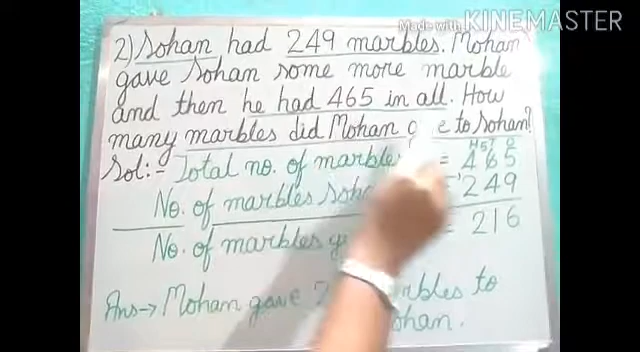 Made with KINEMASTER
2) Sohan had 249 marbles. Mohan
gave Sohan some more marble
and then he had 465 in all. How
many marbles did Mohan to Sohan?
H 5T O
Sol:- Total no. of marbles = 465
No. of marbles 249
No. of marbles = 216
Ans→ Mohan gave to